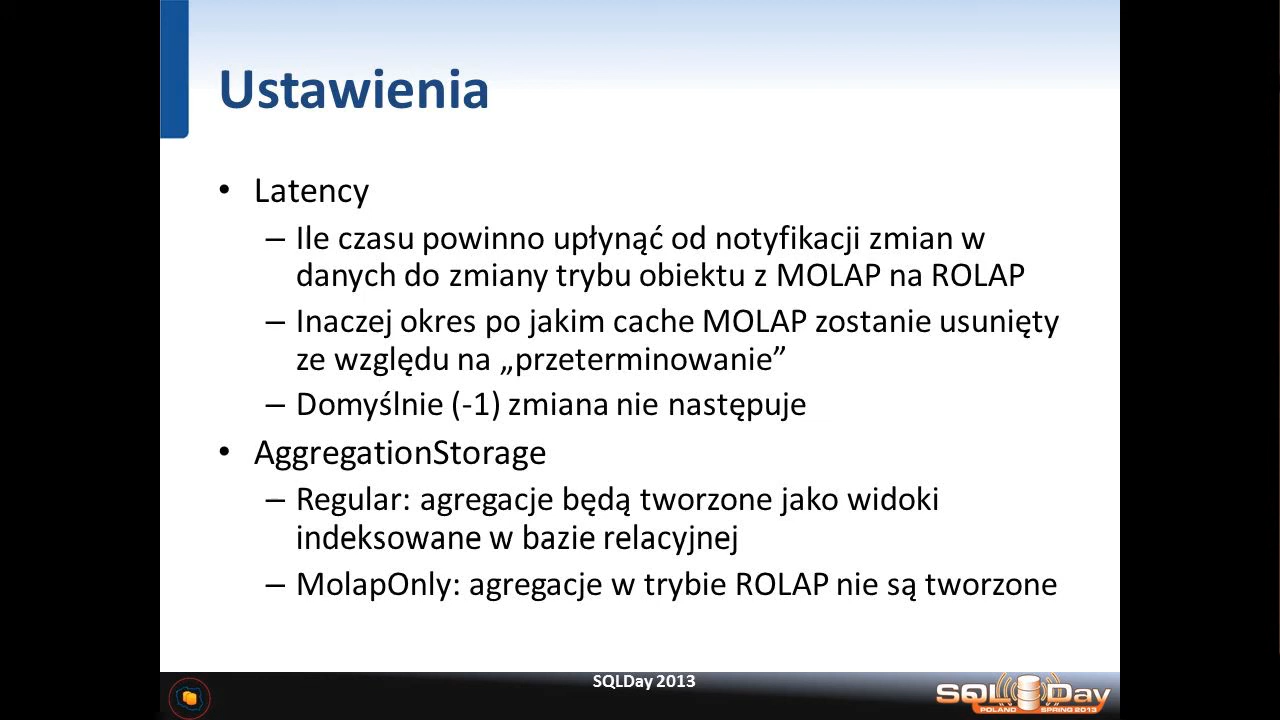 Ustawienia
• Latency
– Ile czasu powinno upłynąć od notyfikacji zmian w
danych do zmiany trybu obiektu z MOLAP na ROLAP
– Inaczej okres po jakim cache MOLAP zostanie usunięty
ze względu na „przeterminowanie”
– Domyślnie (-1) zmiana nie następuje
• AggregationStorage
– Regular: agregacje będą tworzone jako widoki
indeksowane w bazie relacyjnej
– MolapOnly: agregacje w trybie ROLAP nie są tworzone
SQLDay 2013
SQL Day
POLAND SPRING 2013